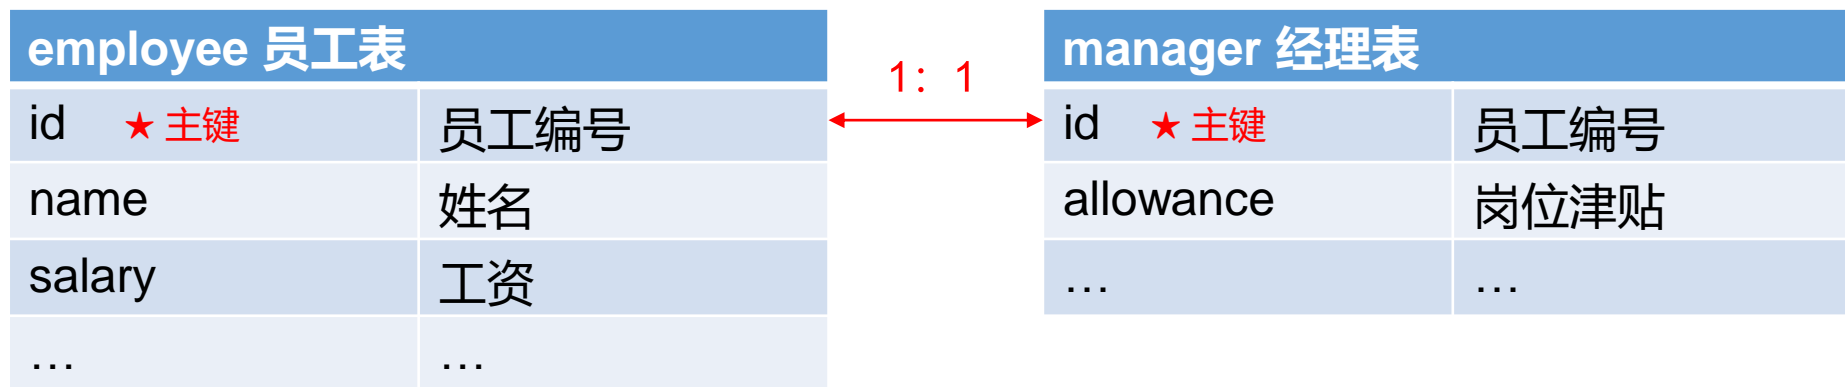 employee 员工表
id ★ 主键 员工编号
name 姓名
salary 工资
… …
1：1
manager 经理表
id ★ 主键 员工编号
allowance 岗位津贴
… …